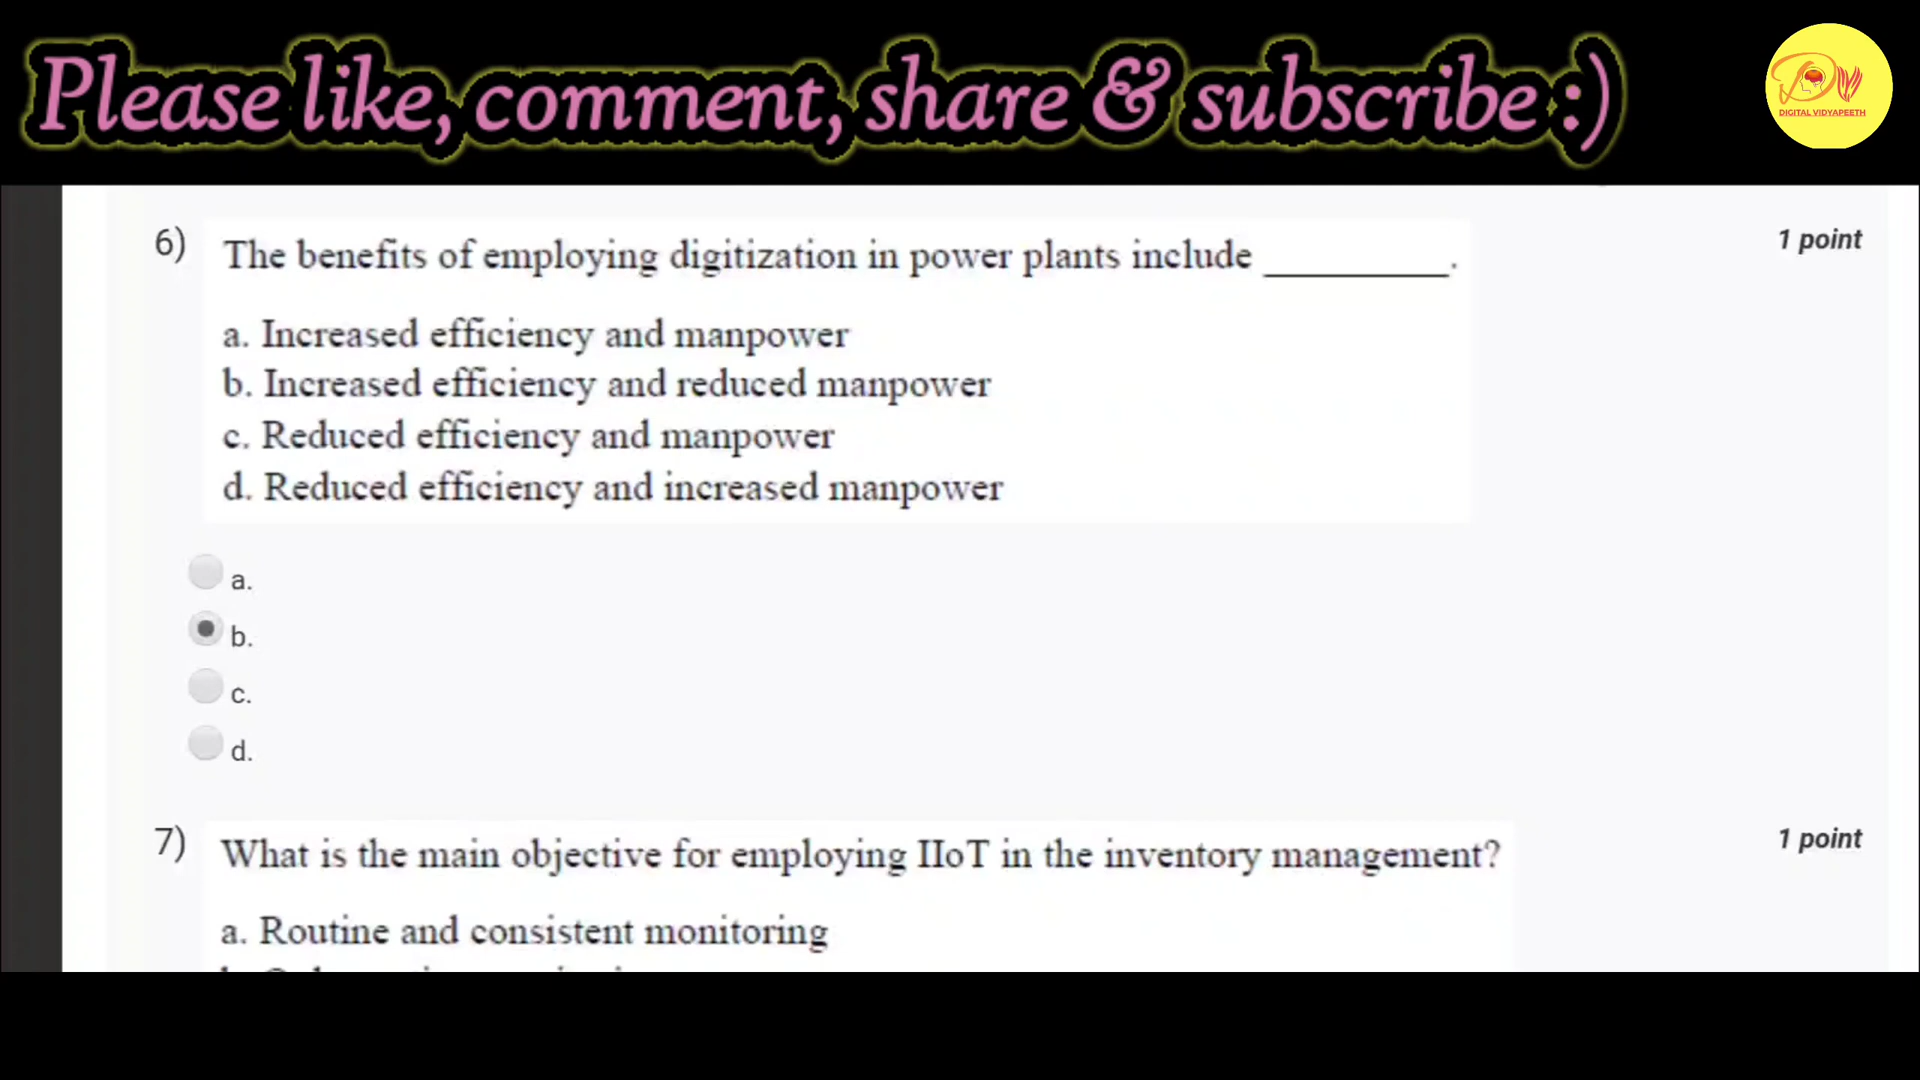 Please like, comment, share & subscribe :)
DIGITAL VIDYAPEETH
6) The benefits of employing digitization in power plants include __________. 1 point
a. Increased efficiency and manpower
b. Increased efficiency and reduced manpower
c. Reduced efficiency and manpower
d. Reduced efficiency and increased manpower
a.
b.
c.
d.
7) What is the main objective for employing IIoT in the inventory management? 1 point
a. Routine and consistent monitoring